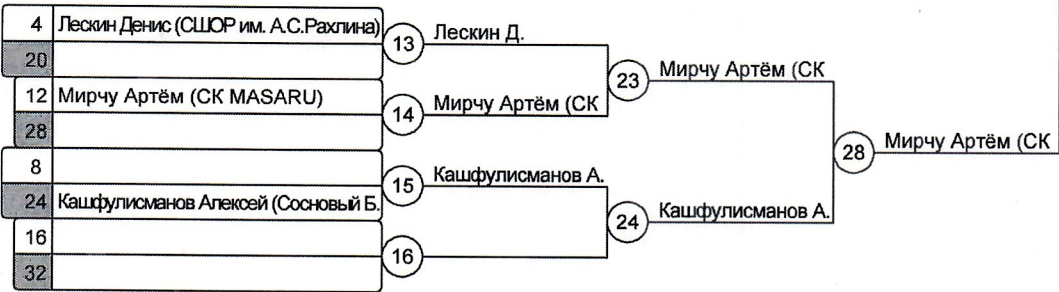 4 Лескин Денис (СШОР им. А.С.Рахлина)
20
13 Лескин Д.
12 Мирчу Артём (СК MASARU)
28
14 Мирчу Артём (СК
23 Мирчу Артём (СК
8
24 Кашфулисманов Алексей (Сосновый Б.
15 Кашфулисманов А.
16
32
16
24 Кашфулисманов А.
28 Мирчу Артём (СК